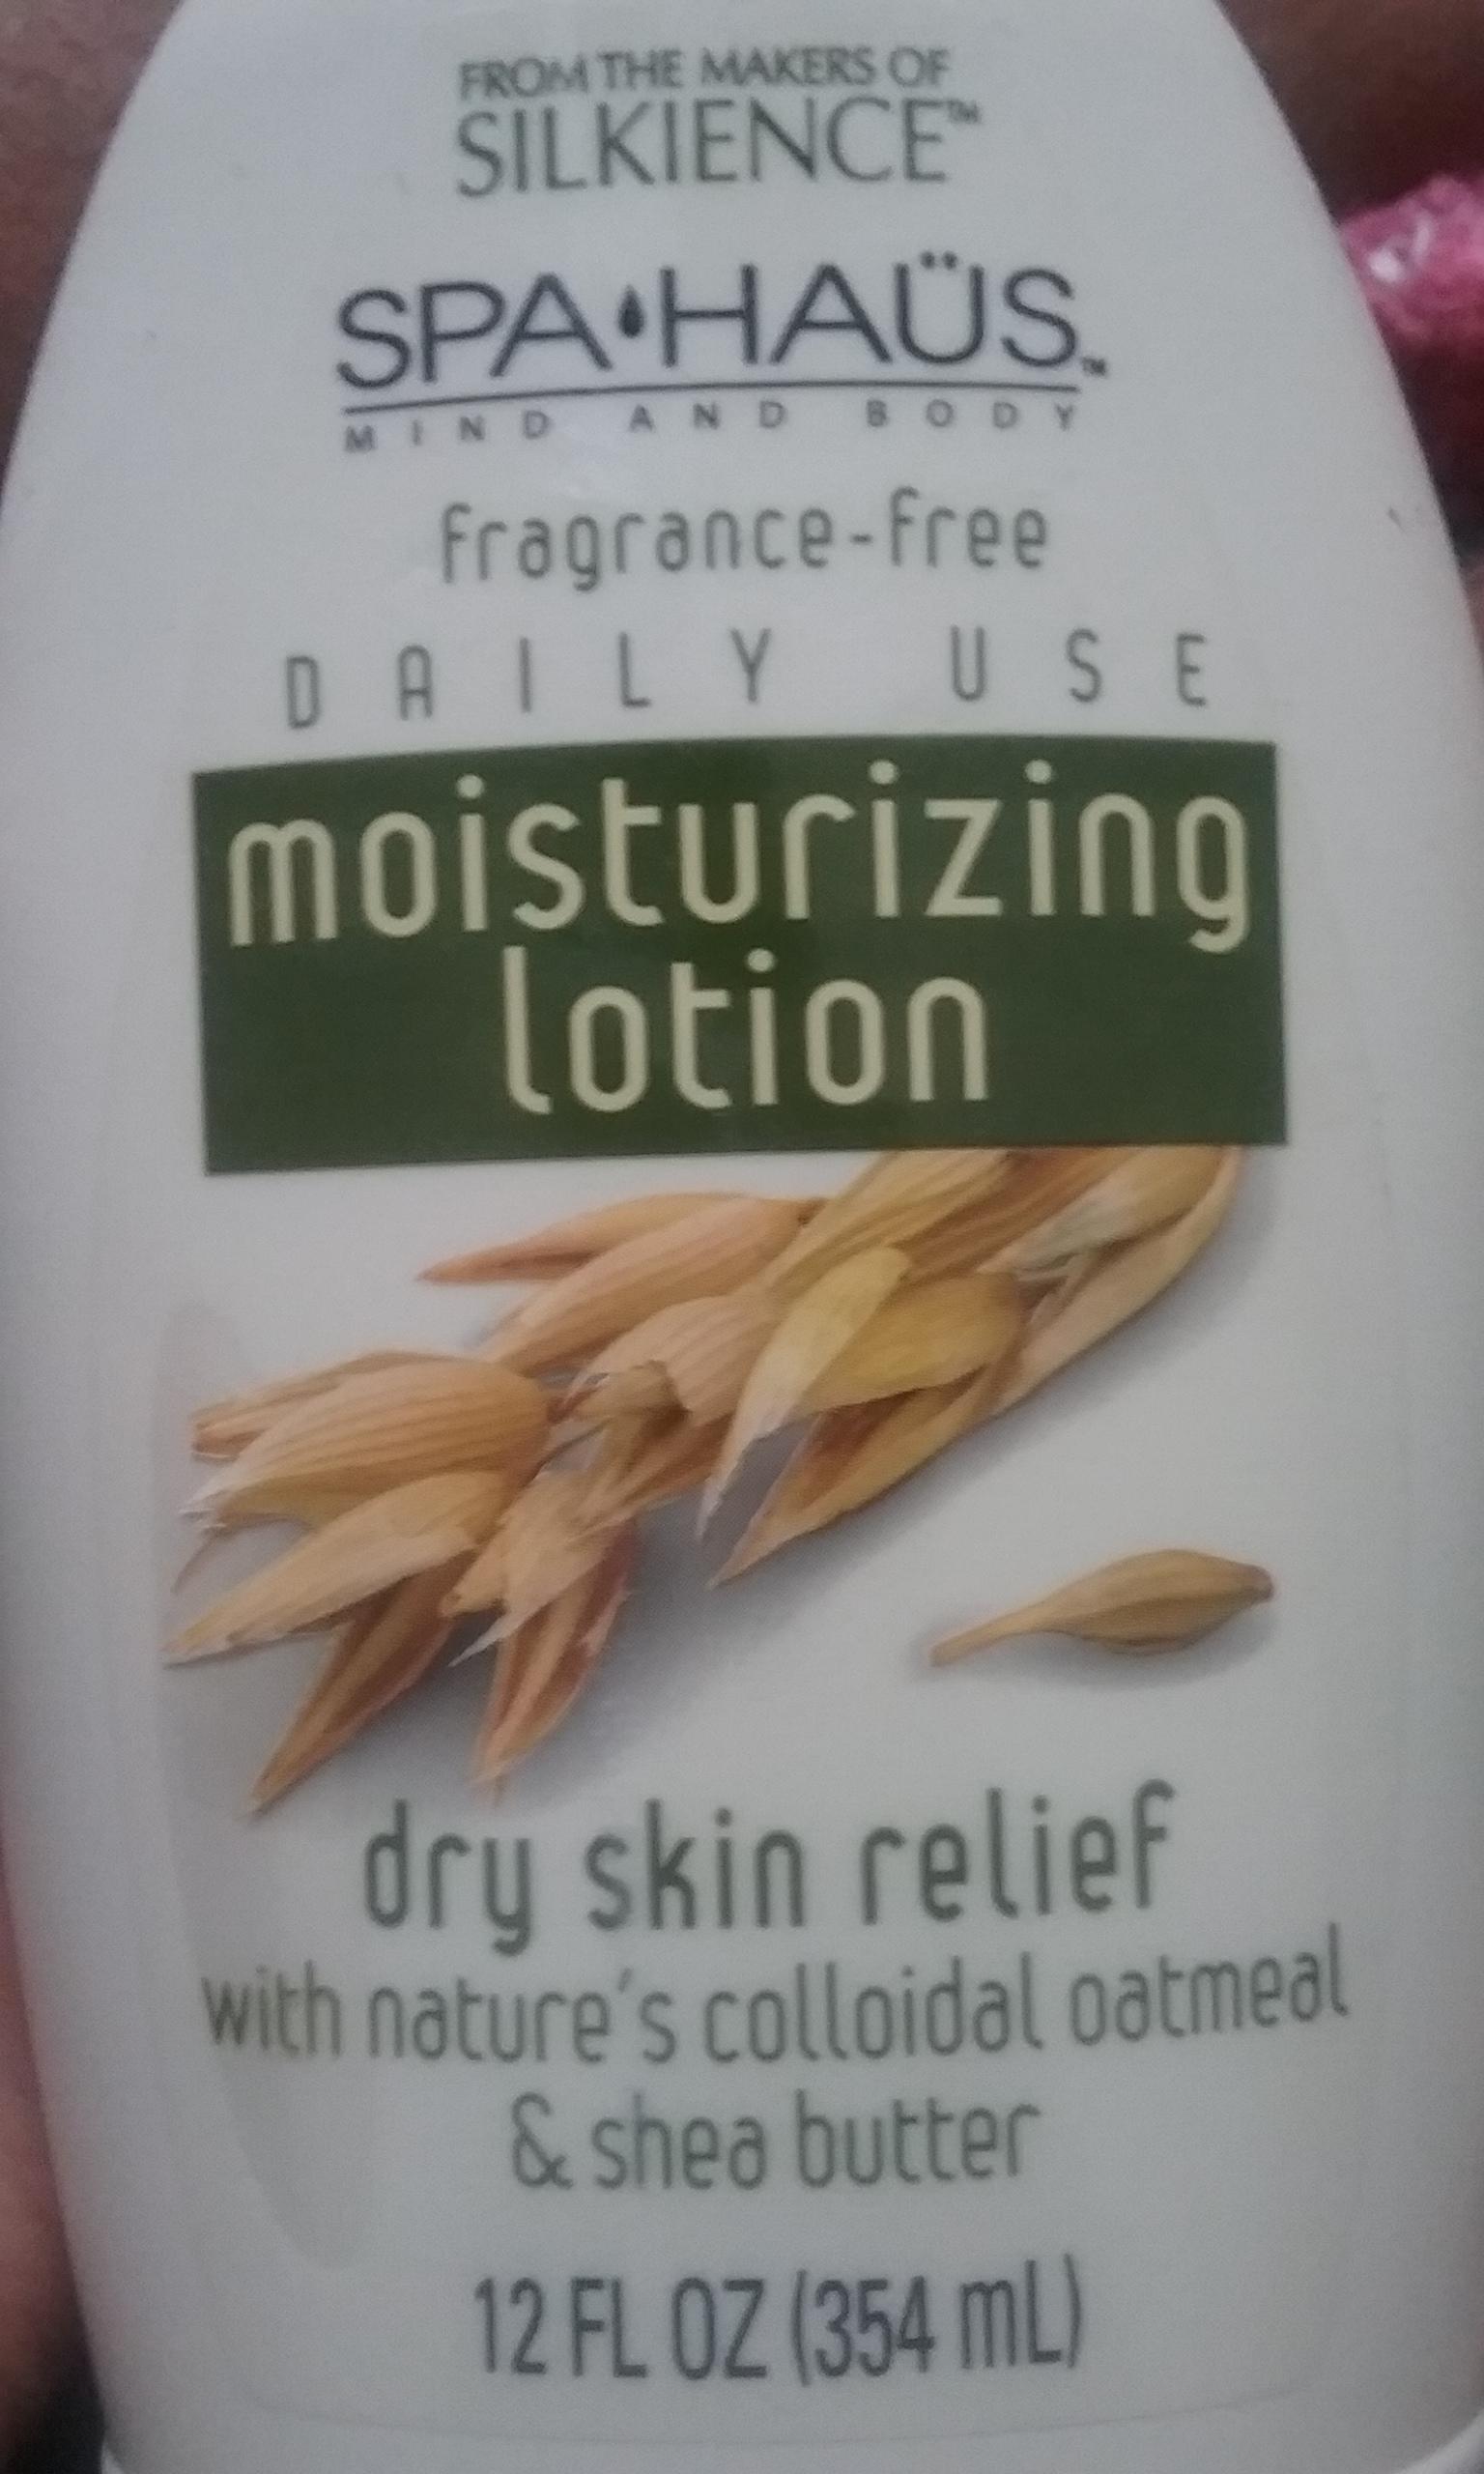 FROM THE MAKERS OF
SILKIENCE™
SPA•HAÜS™
MIND AND BODY
fragrance-free
DAILY USE
moisturizing
lotion
dry skin relief
with nature's colloidal oatmeal
& shea butter
12 FL OZ (354 mL)